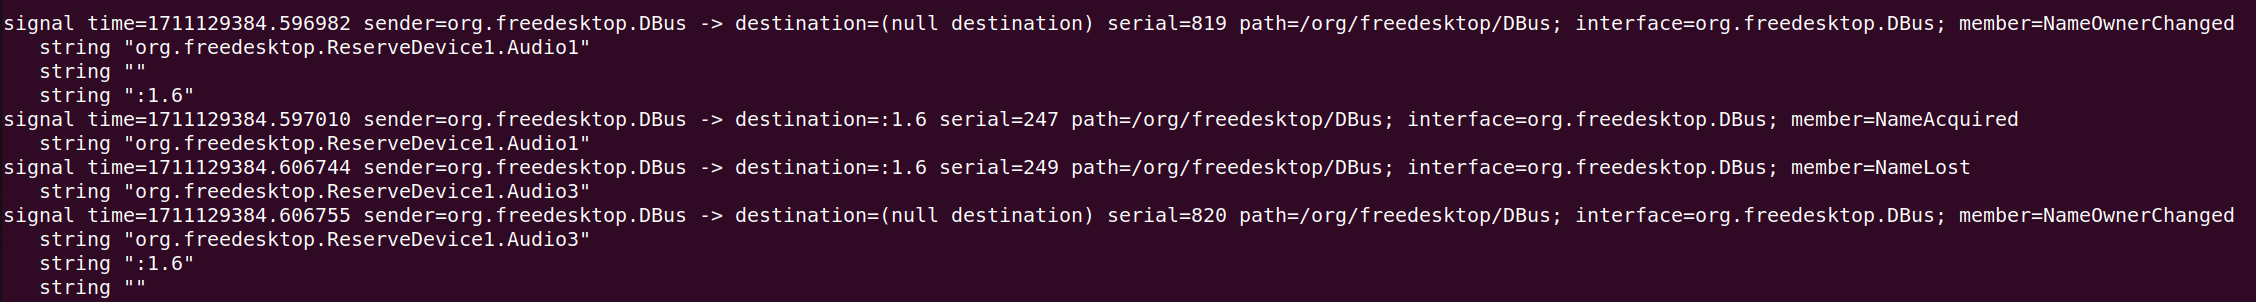 signal time=1711129384.596982 sender=org.freedesktop.DBus -> destination=(null destination) serial=819 path=/org/freedesktop/DBus; interface=org.freedesktop.DBus; member=NameOwnerChanged
   string "org.freedesktop.ReserveDevice1.Audio1"
   string ""
   string ":1.6"
signal time=1711129384.597010 sender=org.freedesktop.DBus -> destination=:1.6 serial=247 path=/org/freedesktop/DBus; interface=org.freedesktop.DBus; member=NameAcquired
   string "org.freedesktop.ReserveDevice1.Audio1"
signal time=1711129384.606744 sender=org.freedesktop.DBus -> destination=:1.6 serial=249 path=/org/freedesktop/DBus; interface=org.freedesktop.DBus; member=NameLost
   string "org.freedesktop.ReserveDevice1.Audio3"
signal time=1711129384.606755 sender=org.freedesktop.DBus -> destination=(null destination) serial=820 path=/org/freedesktop/DBus; interface=org.freedesktop.DBus; member=NameOwnerChanged
   string "org.freedesktop.ReserveDevice1.Audio3"
   string ":1.6"
   string ""